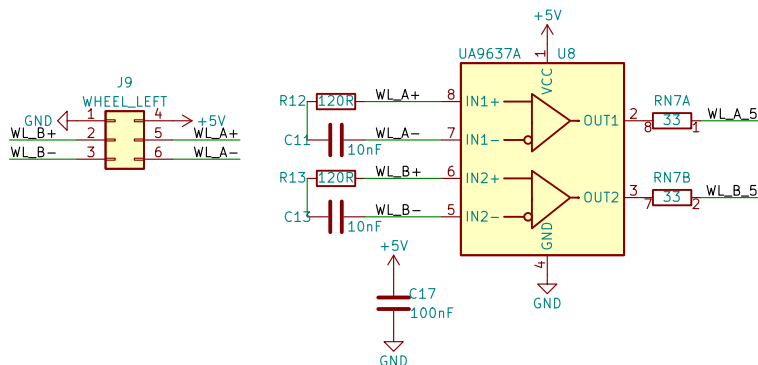 +5V
UA9637A U8
1
VCC
J9
WHEEL_LEFT
GND 1 4 +5V
WL_B+ 2 5 WL_A+
WL_B- 3 6 WL_A-
R12 120R WL_A+ 8 IN1+
C11 10nF WL_A- 7 IN1-
OUT1 2 RN7A 8 33 1 WL_A_5
R13 120R WL_B+ 6 IN2+
C13 10nF WL_B- 5 IN2-
OUT2 3 RN7B 7 33 2 WL_B_5
GND
4
GND
+5V
C17
100nF
GND